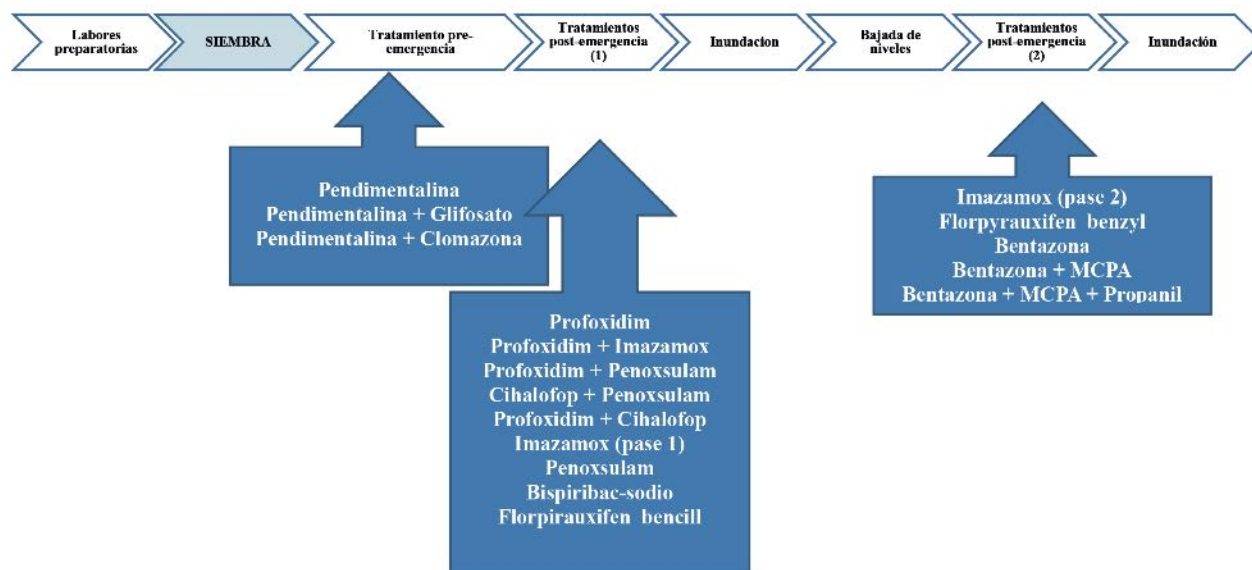 Labores
preparatorias
SIEMBRA
Tratamiento pre-
emergencia
Tratamientos
post-emergencia
(1)
Inundacion
Bajada de
niveles
Tratamientos
post-emergencia
(2)
Inundación
Pendimentalina
Pendimentalina + Glifosato
Pendimentalina + Clomazona
Profoxidim
Profoxidim + Imazamox
Profoxidim + Penoxsulam
Cihalofop + Penoxsulam
Profoxidim + Cihalofop
Imazamox (pase 1)
Penoxsulam
Bispiribac-sodio
Florpirauxifen bencill
Imazamox (pase 2)
Florpyrauxifen benzyl
Bentazona
Bentazona + MCPA
Bentazona + MCPA + Propanil